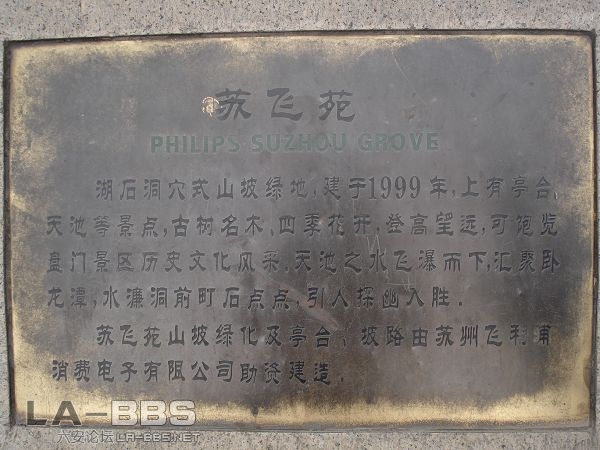 苏飞苑
PHILIPS SUZHOU GROVE
湖石洞穴式山坡绿地，建于1999年，上有亭台、
天池等景点，古树名木、四季花开，登高望远，可饱览
盘门景区历史文化风采。天池之水飞瀑而下，汇聚卧
龙潭，水濂洞前町石点点，引人探幽入胜．
苏飞苑山坡绿化及亭台、坡路由苏州飞利浦
消费电子有限公司助资建造．
LA-BBS
六安论坛LA-BBS.NET